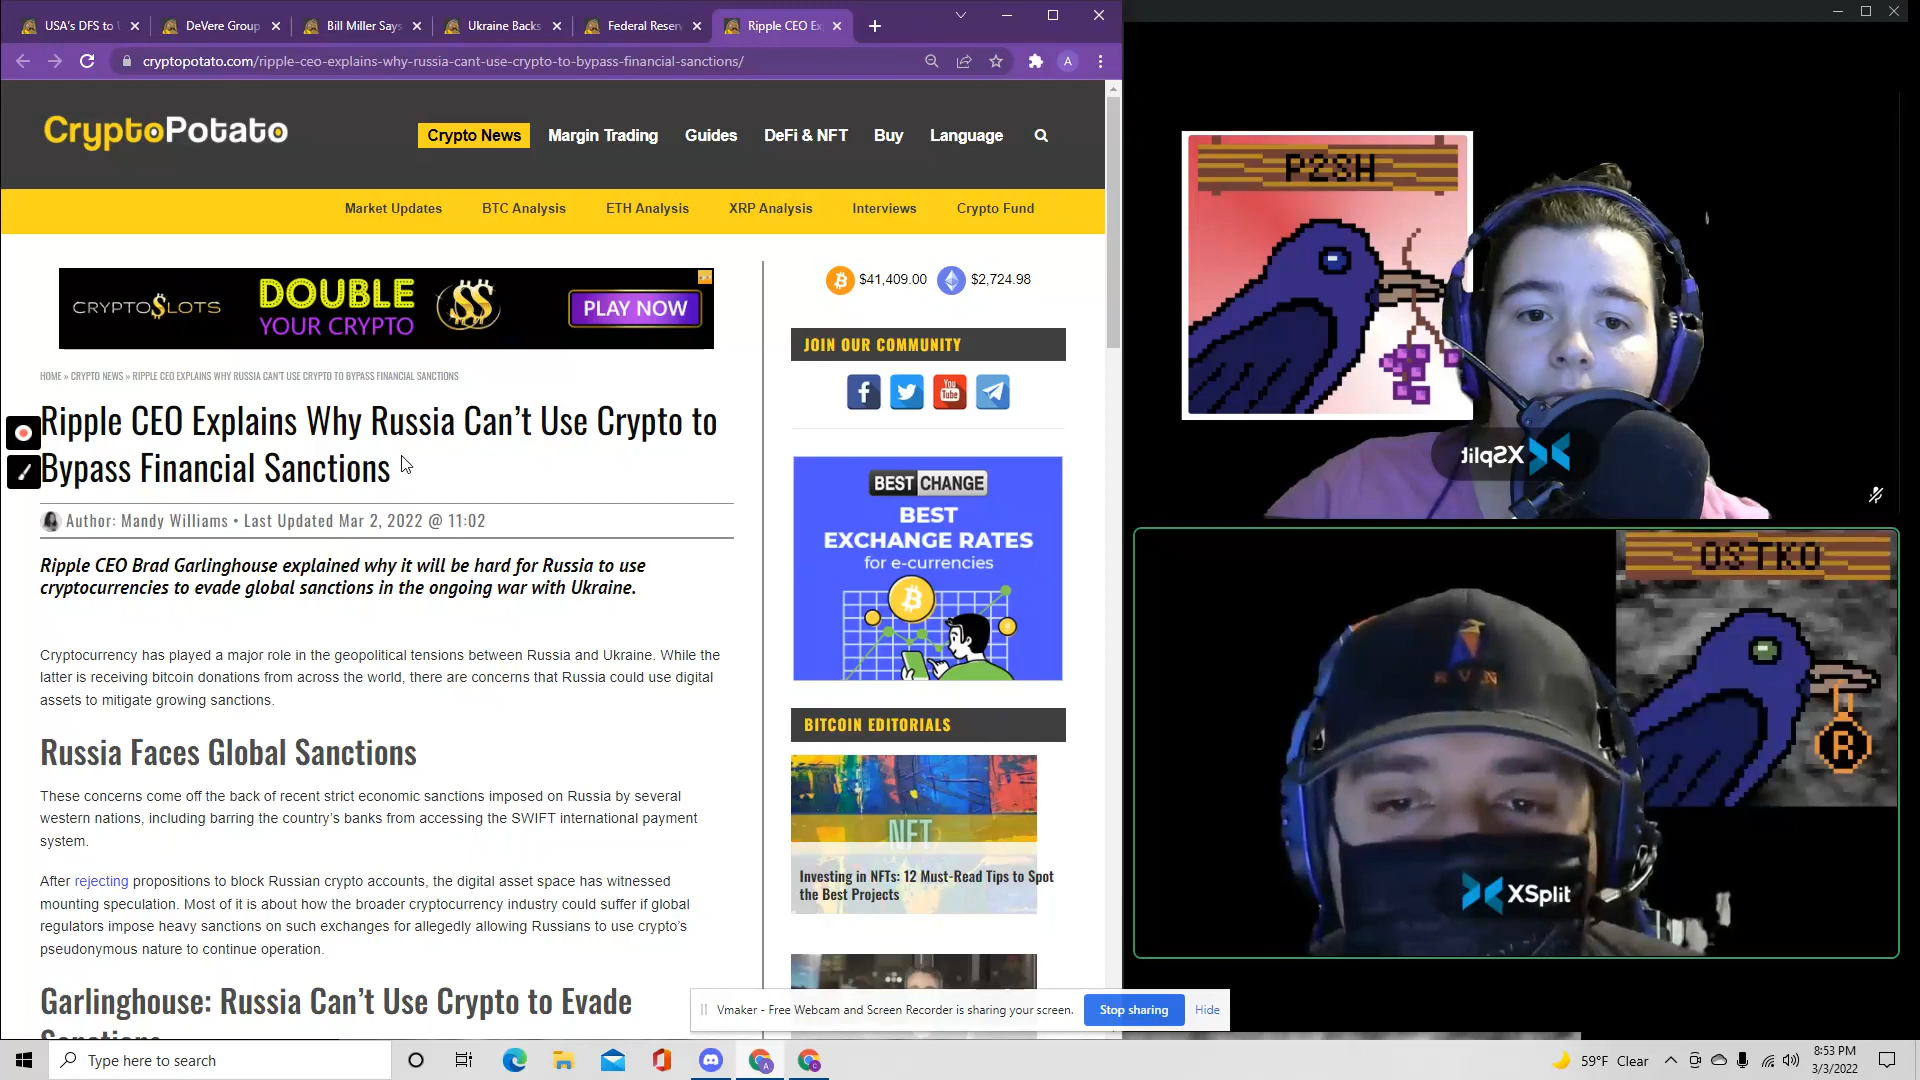 USA's DFS to
DeVere Group
Bill Miller Says
Ukraine Backs
Federal Reserv
Ripple CEO Ex
cryptopotato.com/ripple-ceo-explains-why-russia-cant-use-crypto-to-bypass-financial-sanctions/
A
CryptoPotato
Crypto News
Margin Trading
Guides
DeFi & NFT
Buy
Language
Market Updates
BTC Analysis
ETH Analysis
XRP Analysis
Interviews
Crypto Fund
CRYPTO$LOTS
DOUBLE
YOUR CRYPTO
PLAY NOW
$41,409.00
$2,724.98
HOME » CRYPTO NEWS » RIPPLE CEO EXPLAINS WHY RUSSIA CAN'T USE CRYPTO TO BYPASS FINANCIAL SANCTIONS
Ripple CEO Explains Why Russia Can't Use Crypto to
Bypass Financial Sanctions
Author: Mandy Williams • Last Updated Mar 2, 2022 @ 11:02
Ripple CEO Brad Garlinghouse explained why it will be hard for Russia to use
cryptocurrencies to evade global sanctions in the ongoing war with Ukraine.
Cryptocurrency has played a major role in the geopolitical tensions between Russia and Ukraine. While the
latter is receiving bitcoin donations from across the world, there are concerns that Russia could use digital
assets to mitigate growing sanctions.
Russia Faces Global Sanctions
These concerns come off the back of recent strict economic sanctions imposed on Russia by several
western nations, including barring the country's banks from accessing the SWIFT international payment
system.
After rejecting propositions to block Russian crypto accounts, the digital asset space has witnessed
mounting speculation. Most of it is about how the broader cryptocurrency industry could suffer if global
regulators impose heavy sanctions on such exchanges for allegedly allowing Russians to use crypto's
pseudonymous nature to continue operation.
Garlinghouse: Russia Can't Use Crypto to Evade
Sanctions
JOIN OUR COMMUNITY
You
Tube
BEST CHANGE
BEST
EXCHANGE RATES
for e-currencies
BITCOIN EDITORIALS
NFT
Investing in NFTs: 12 Must-Read Tips to Spot
the Best Projects
P2SH
XSplit
OSTKO
RVN
R
XSplit
Vmaker - Free Webcam and Screen Recorder is sharing your screen.
Stop sharing
Hide
Type here to search
59°F Clear
8:53 PM
3/3/2022